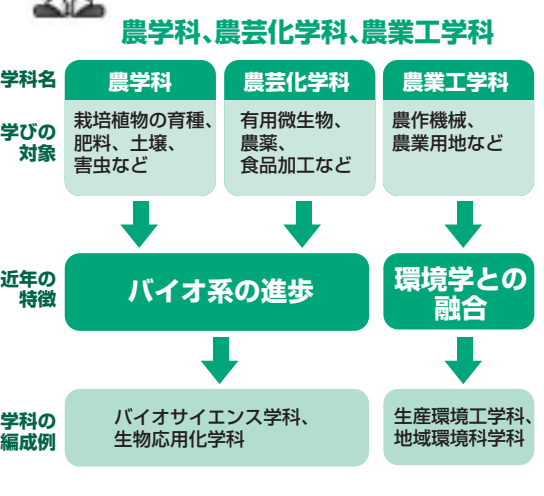 農学科、農芸化学科、農業工学科
学科名
農学科
農芸化学科
農業工学科
学びの
対象
栽培植物の育種、
肥料、土壌、
害虫など
有用微生物、
農薬、
食品加工など
農作機械、
農業用地など
近年の
特徴
バイオ系の進歩
環境学との
融合
学科の
編成例
バイオサイエンス学科、
生物応用化学科
生産環境工学科、
地域環境科学科